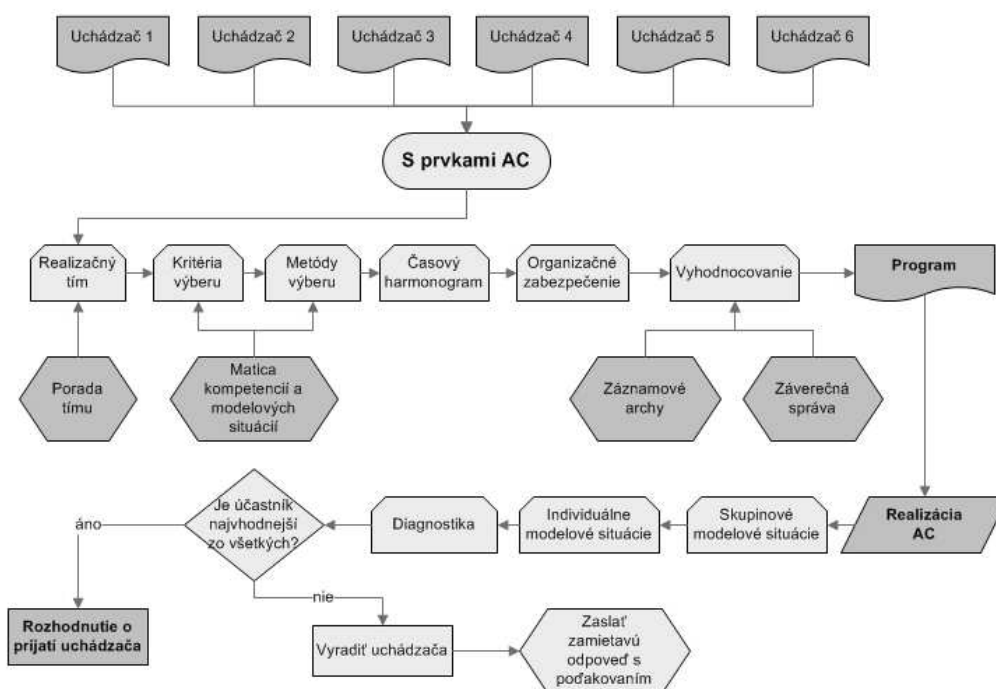 Uchádzač 1
Uchádzač 2
Uchádzač 3
Uchádzač 4
Uchádzač 5
Uchádzač 6
S prvkami AC
Realizačný
tím
Kritéria
výberu
Metódy
výberu
Časový
harmonogram
Organizačné
zabezpečenie
Vyhodnocovanie
Program
Porada
tímu
Matica
kompetencií a
modelových
situácií
Záznamové
archy
Záverečná
správa
Realizácia
AC
Skupinové
modelové situácie
Individuálne
modelové situácie
Diagnostika
Je účastník
najvhodnejší
zo všetkých?
áno
nie
Rozhodnutie o
prijatí uchádzača
Vyradiť uchádzača
Zaslať
zamietavú
odpoveď s
poďakovaním